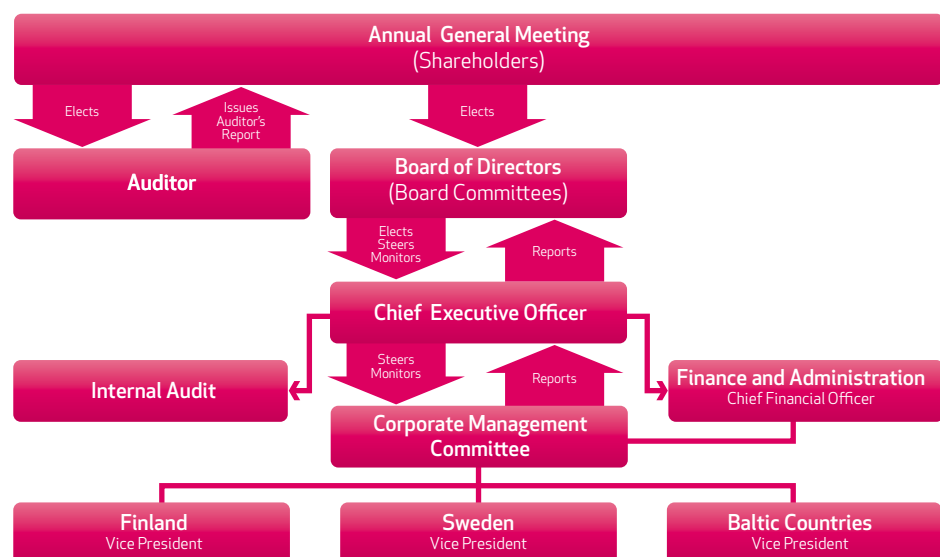 Annual General Meeting
(Shareholders)
Elects
Issues
Auditor's
Report
Elects
Auditor
Board of Directors
(Board Committees)
Elects
Steers
Monitors
Reports
Chief Executive Officer
Steers
Monitors
Reports
Internal Audit
Finance and Administration
Chief Financial Officer
Corporate Management
Committee
Finland
Vice President
Sweden
Vice President
Baltic Countries
Vice President